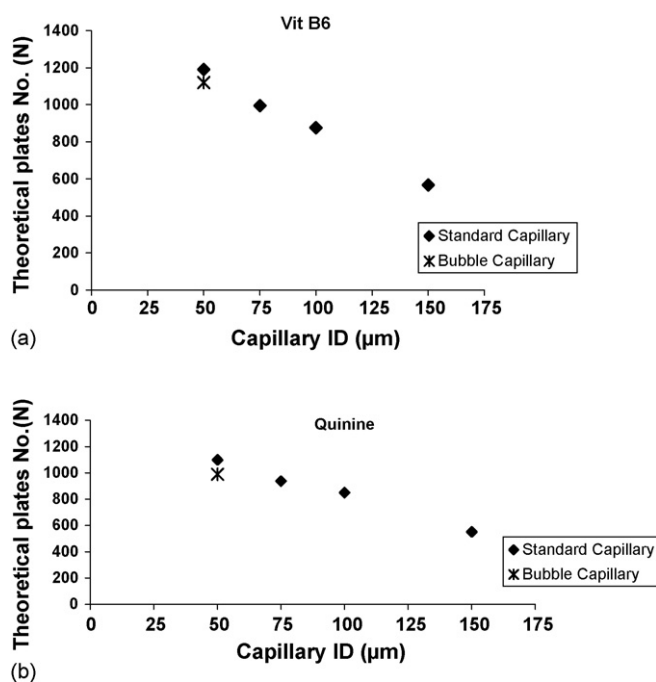 Vit B6
Theoretical plates No. (N)
1400
1200
1000
800
600
400
200
0
0 25 50 75 100 125 150 175
Capillary ID (µm)
Standard Capillary
Bubble Capillary
(a)
Quinine
Theoretical plates No.(N)
1400
1200
1000
800
600
400
200
0
0 25 50 75 100 125 150 175
Capillary ID (µm)
Standard Capillary
Bubble Capillary
(b)